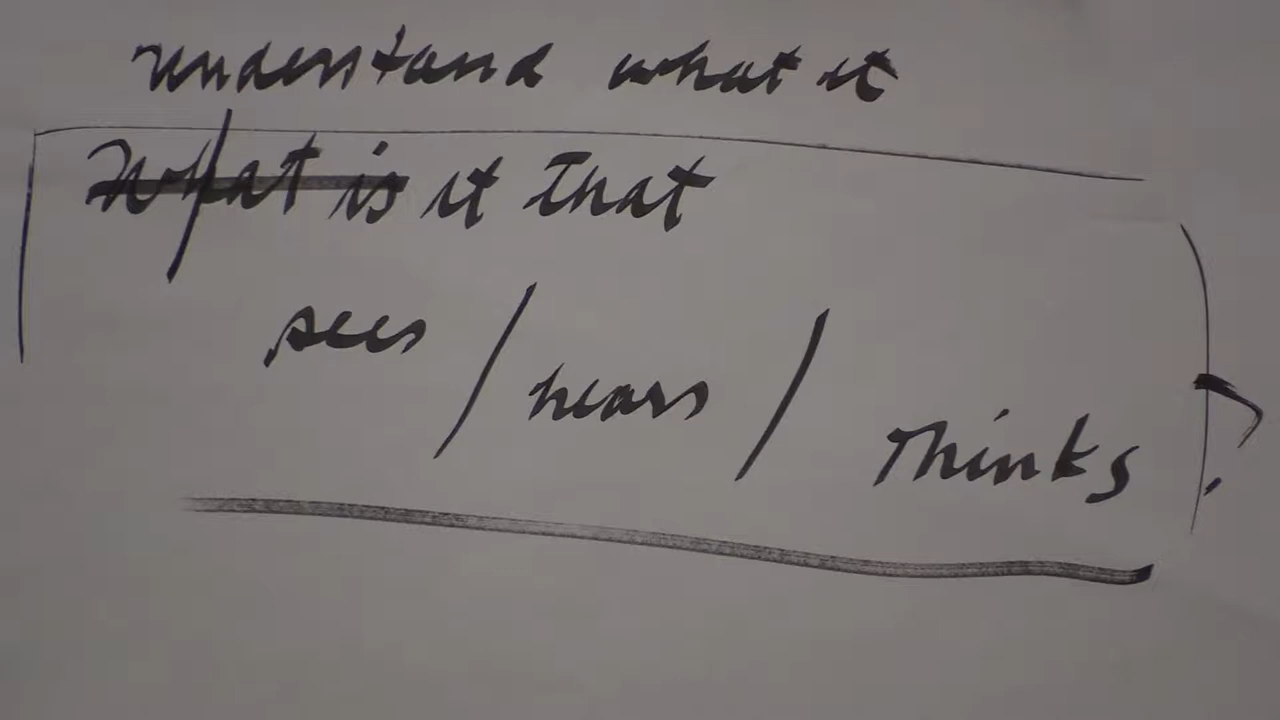 understand what it
What is it that
sees / hears / thinks ?